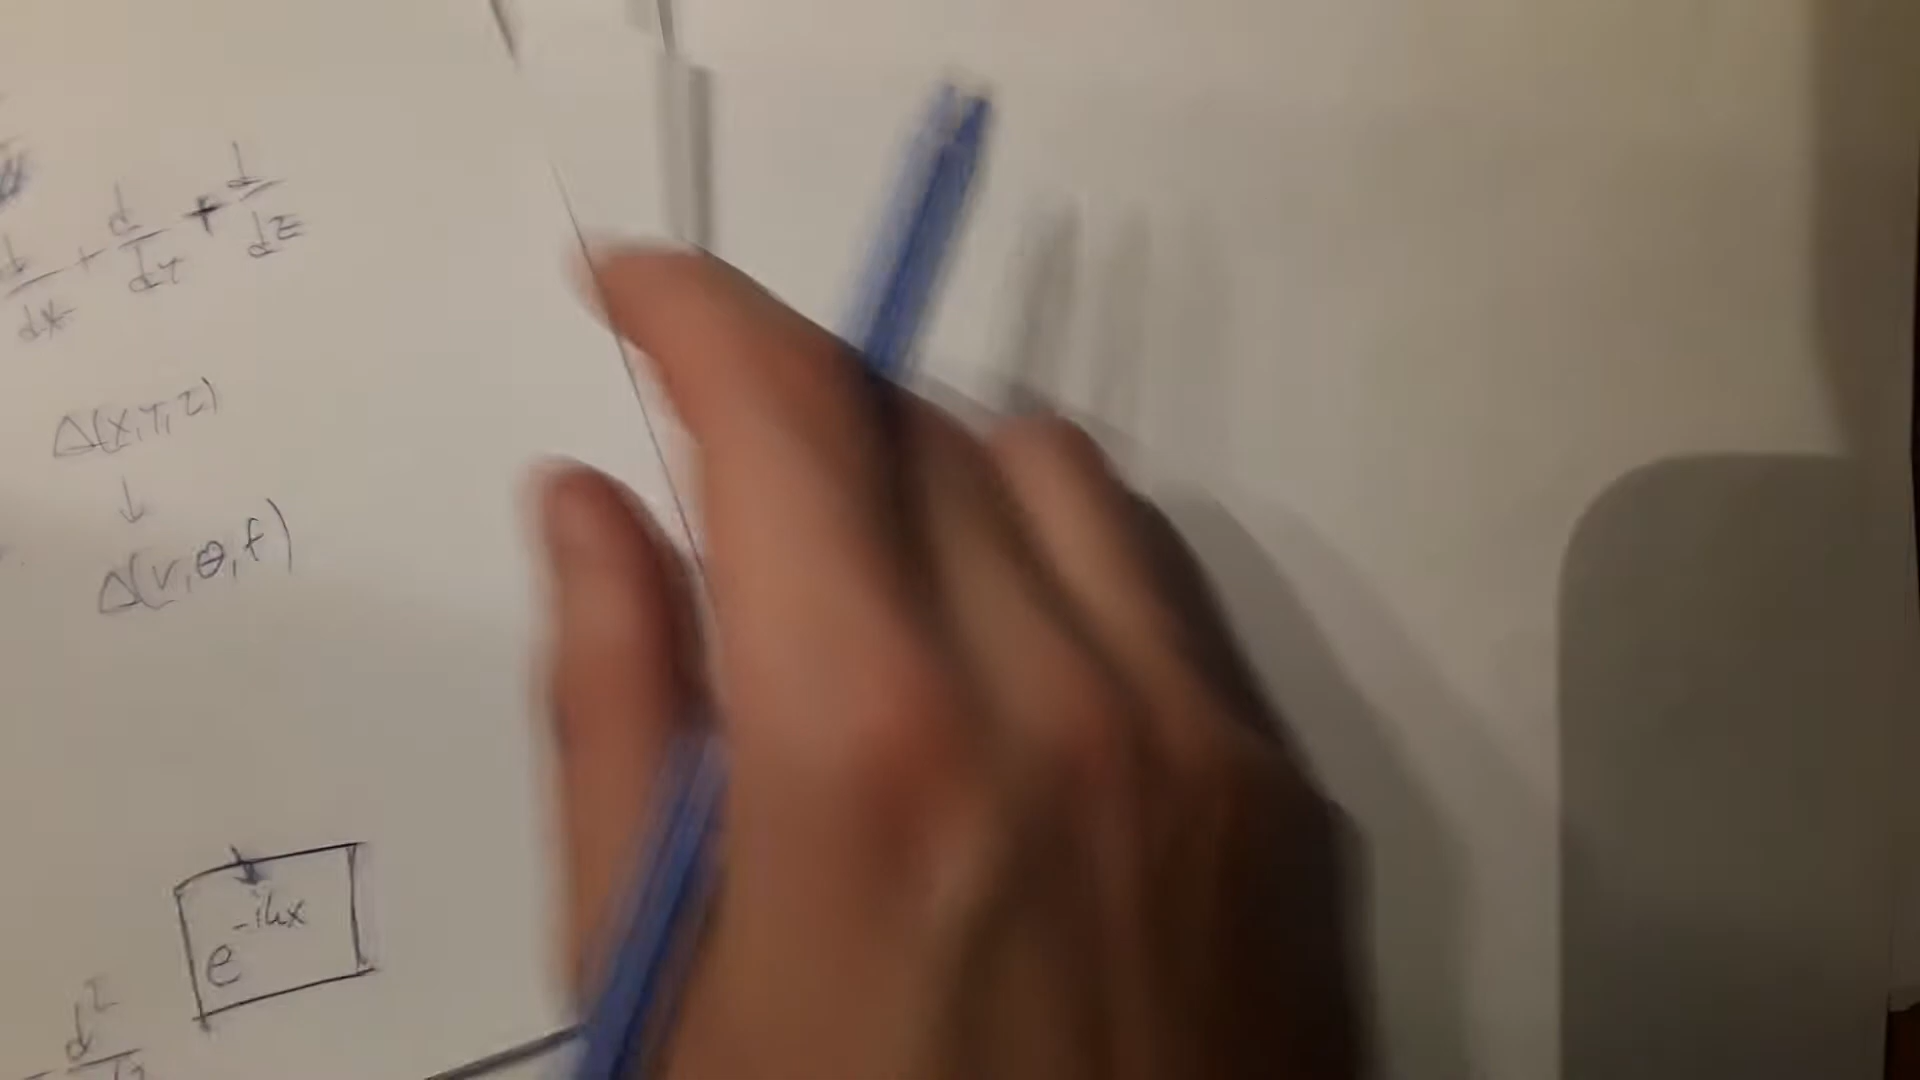 d/dx + d/dy + d/dz
Δ(x,y,z)
↓
Δ(r,θ,f)
e^-ikx
d²